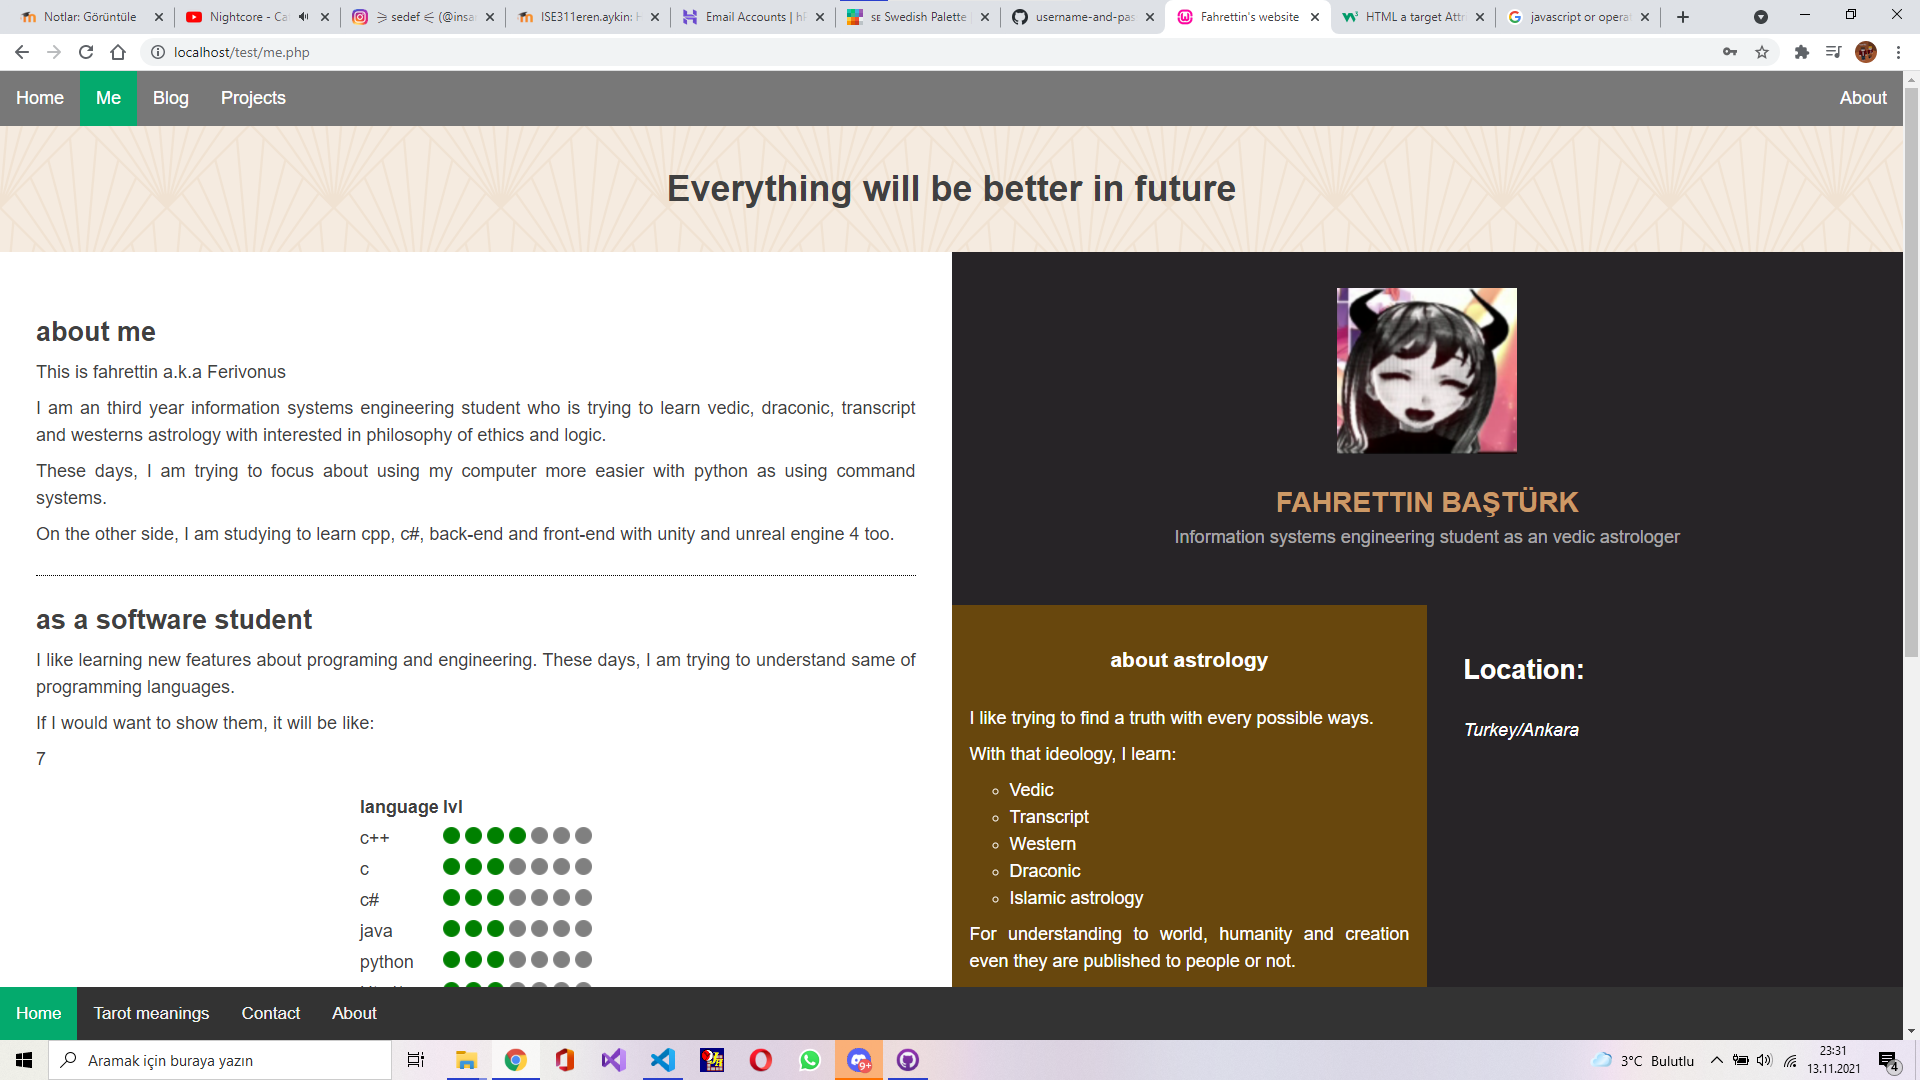 Notlar: Görüntüle
Nightcore - Ca
⚞ sedef ⚟ (@insa
ISE311eren.aykin: H
Email Accounts | hP
SE Swedish Palette
username-and-pas
Fahrettin's website
HTML a target Attr
javascript or operat
localhost/test/me.php
Home
Me
Blog
Projects
About
Everything will be better in future
about me
This is fahrettin a.k.a Ferivonus
I am an third year information systems engineering student who is trying to learn vedic, draconic, transcript
and westerns astrology with interested in philosophy of ethics and logic.
These days, I am trying to focus about using my computer more easier with python as using command
systems.
On the other side, I am studying to learn cpp, c#, back-end and front-end with unity and unreal engine 4 too.
as a software student
I like learning new features about programing and engineering. These days, I am trying to understand same of
programming languages.
If I would want to show them, it will be like:
7
language lvl
c++
c
c#
java
python
FAHRETTIN BAŞTÜRK
Information systems engineering student as an vedic astrologer
about astrology
I like trying to find a truth with every possible ways.
With that ideology, I learn:
Vedic
Transcript
Western
Draconic
Islamic astrology
For understanding to world, humanity and creation
even they are published to people or not.
Location:
Turkey/Ankara
Home
Tarot meanings
Contact
About
Aramak için buraya yazın
9+
3°C Bulutlu
23:31
13.11.2021
4